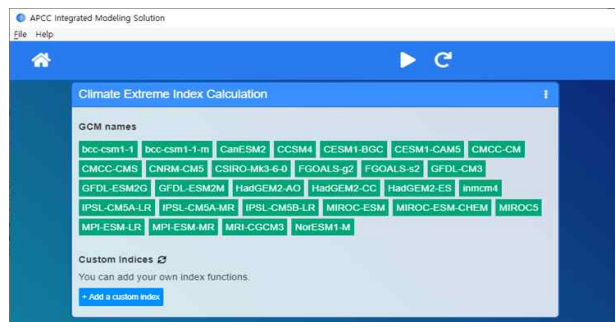 APCC Integrated Modeling Solution
File Help
Climate Extreme Index Calculation
GCM names
bcc-csm1-1 bcc-csm1-1-m CanESM2 CCSM4 CESM1-BGC CESM1-CAM5 CMCC-CM
CMCC-CMS CNRM-CM5 CSIRO-Mk3-6-0 FGOALS-g2 FGOALS-s2 GFDL-CM3
GFDL-ESM2G GFDL-ESM2M HadGEM2-AO HadGEM2-CC HadGEM2-ES inmcm4
IPSL-CM5A-LR IPSL-CM5A-MR IPSL-CM5B-LR MIROC-ESM MIROC-ESM-CHEM MIROC5
MPI-ESM-LR MPI-ESM-MR MRI-CGCM3 NorESM1-M
Custom Indices
You can add your own index functions.
+ Add a custom index